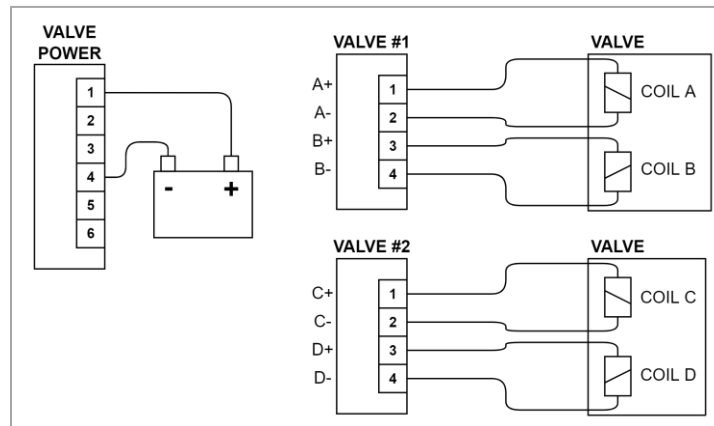 VALVE
POWER
1
2
3
4
5
6
-
+
VALVE #1
VALVE
A+
1
COIL A
A-
2
B+
3
COIL B
B-
4
VALVE #2
VALVE
C+
1
COIL C
C-
2
D+
3
COIL D
D-
4